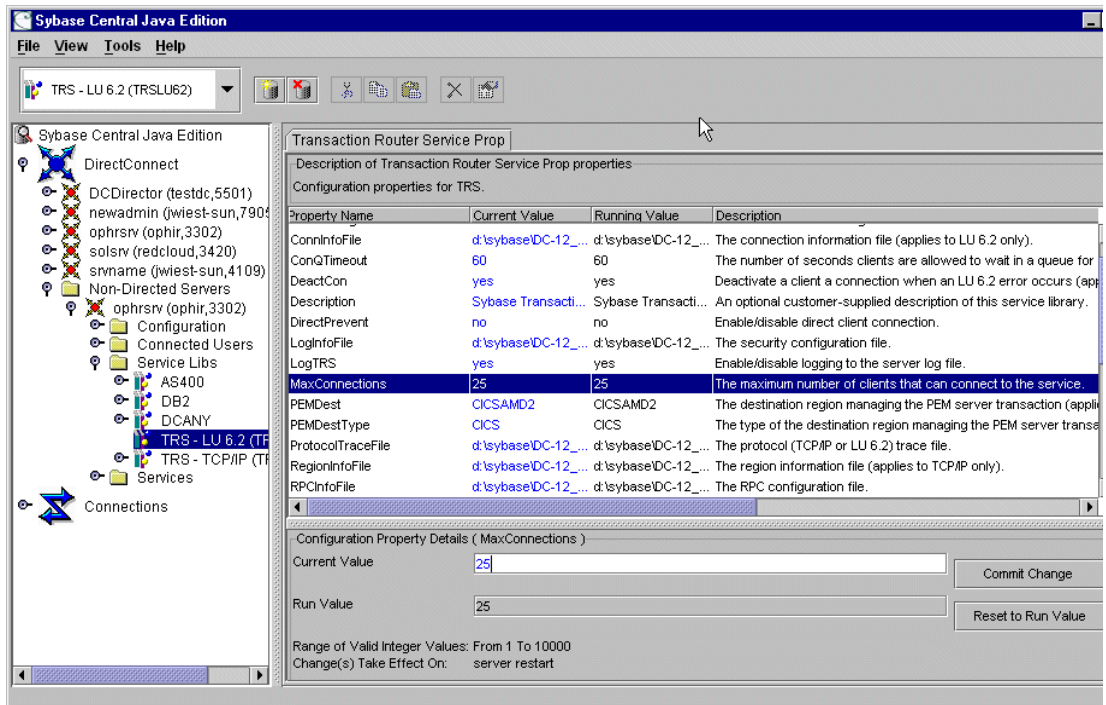 Sybase Central Java Edition
File View Tools Help
TRS - LU 6.2 (TRSLU62)
Sybase Central Java Edition
DirectConnect
DCDirector (testdc,5501)
newadmin (jwiest-sun,790
ophrsrv (ophir,3302)
solsrv (redcloud,3420)
srvname (jwiest-sun,4109)
Non-Directed Servers
ophrsrv (ophir,3302)
Configuration
Connected Users
Service Libs
AS400
DB2
DCANY
TRS - LU 6.2 (TF
TRS - TCP/IP (TF
Services
Connections
Transaction Router Service Prop
Description of Transaction Router Service Prop properties
Configuration properties for TRS.
Property Name Current Value Running Value Description
ConnInfoFile d:\sybase\DC-12_... d:\sybase\DC-12_... The connection information file (applies to LU 6.2 only).
ConQTimeout 60 60 The number of seconds clients are allowed to wait in a queue for
DeactCon yes yes Deactivate a client a connection when an LU 6.2 error occurs (app
Description Sybase Transacti... Sybase Transacti... An optional customer-supplied description of this service library.
DirectPrevent no no Enable/disable direct client connection.
LogInfoFile d:\sybase\DC-12_... d:\sybase\DC-12_... The security configuration file.
LogTRS yes yes Enable/disable logging to the server log file.
MaxConnections 25 25 The maximum number of clients that can connect to the service.
PEMDest CICSAMD2 CICSAMD2 The destination region managing the PEM server transaction (appli
PEMDestType CICS CICS The type of the destination region managing the PEM server transa
ProtocolTraceFile d:\sybase\DC-12_... d:\sybase\DC-12_... The protocol (TCP/IP or LU 6.2) trace file.
RegionInfoFile d:\sybase\DC-12_... d:\sybase\DC-12_... The region information file (applies to TCP/IP only).
RPCInfoFile d:\sybase\DC-12_... d:\sybase\DC-12_... The RPC configuration file.
Configuration Property Details ( MaxConnections )
Current Value 25
Commit Change
Run Value 25
Reset to Run Value
Range of Valid Integer Values: From 1 To 10000
Change(s) Take Effect On: server restart